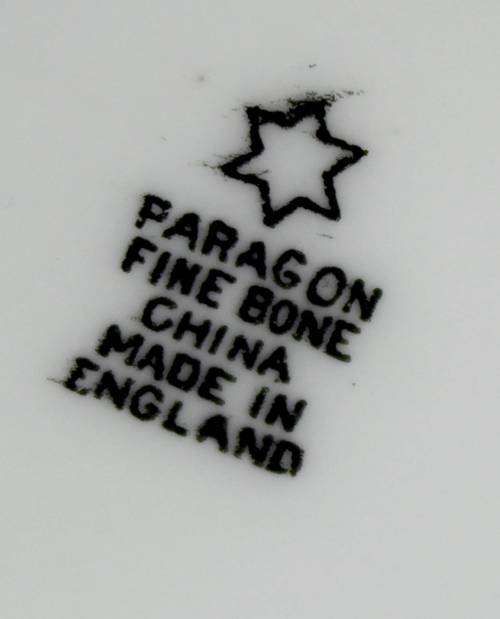 PARAGON
FINE BONE
CHINA
MADE IN
ENGLAND